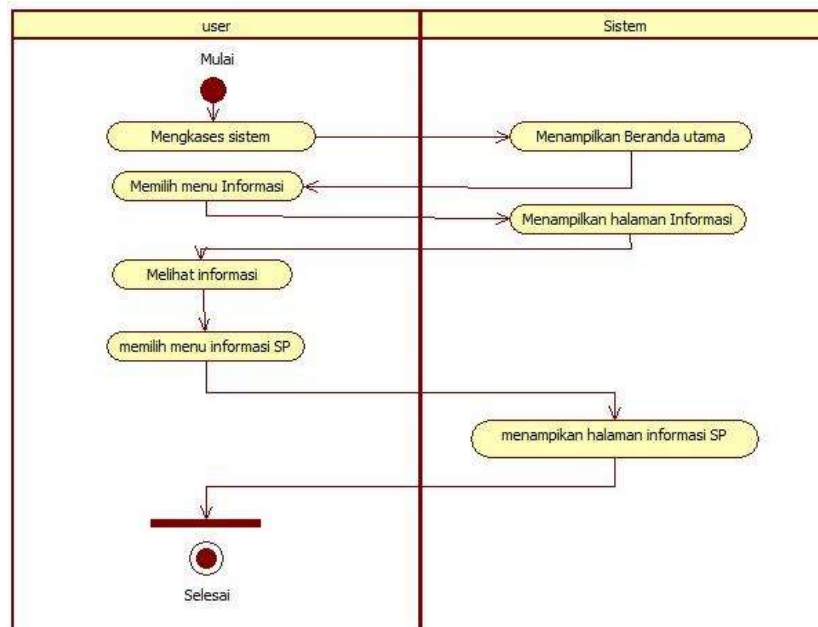 user
Sistem
Mulai
Mengkases sistem
Menampilkan Beranda utama
Memilih menu Informasi
Menampilkan halaman Informasi
Melihat informasi
memilih menu informasi SP
menampikan halaman informasi SP
Selesai